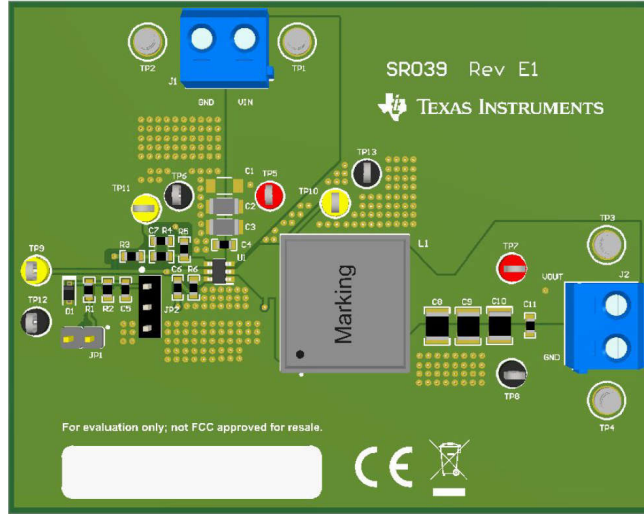 TP2
J1
TP1
GND VIN
SR039 Rev E1
TEXAS INSTRUMENTS
TP13
TP6
C1
TP5
TP11
TP10
C2
C3
TP3
C7 R4 R5
C4
L1
TP9
R3
U1
TP7
VOUT
J2
C6 R6
Marking
TP12
D1
R1 R2 C5
JP2
C8 C9 C10 C11
JP1
GND
TP8
TP4
For evaluation only; not FCC approved for resale.
CE